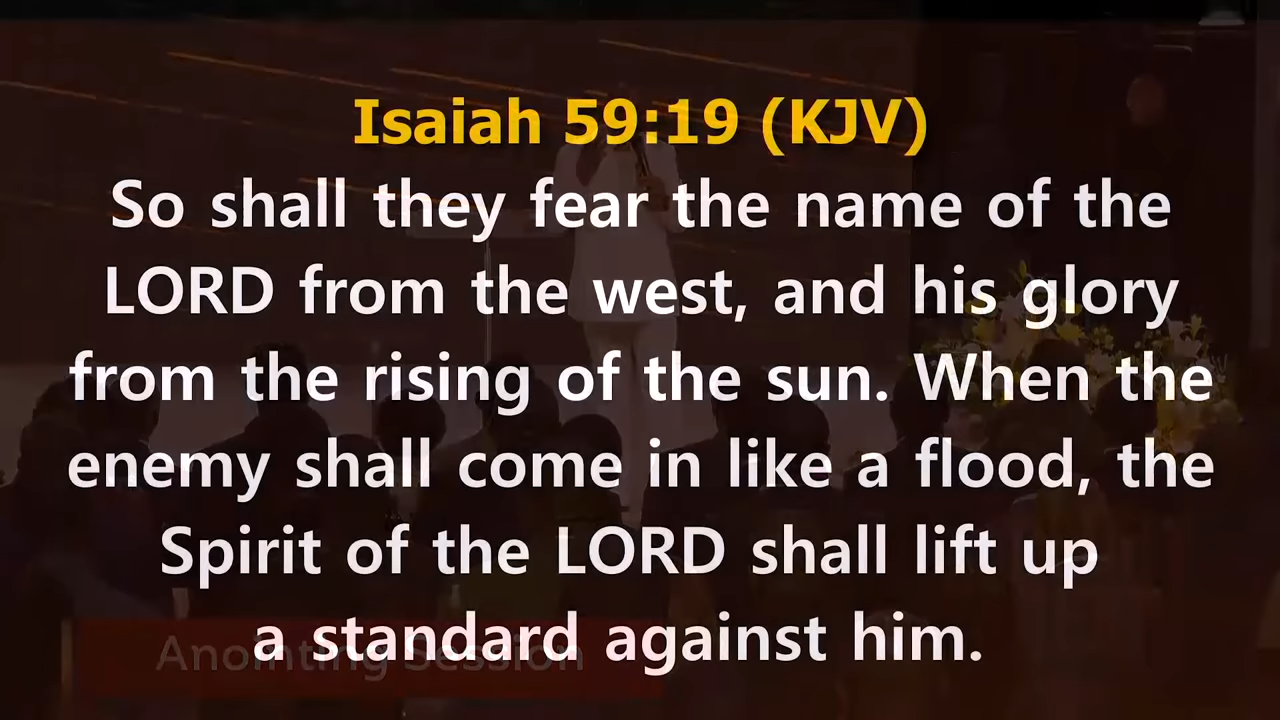 Isaiah 59:19 (KJV)
So shall they fear the name of the
LORD from the west, and his glory
from the rising of the sun. When the
enemy shall come in like a flood, the
Spirit of the LORD shall lift up
a standard against him.
Anointing Session